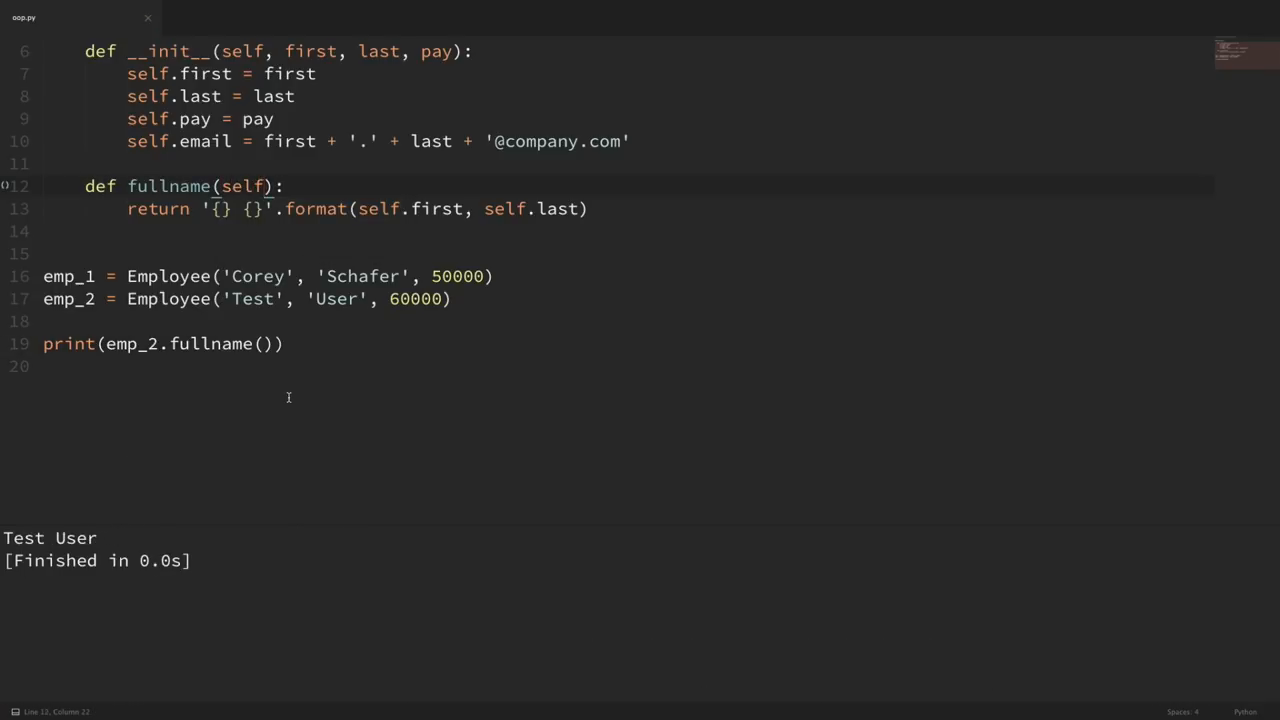 oop.py ×
6 def __init__(self, first, last, pay):
7 self.first = first
8 self.last = last
9 self.pay = pay
10 self.email = first + '.' + last + '@company.com'
11
()12 def fullname(self):
13 return '{} {}'.format(self.first, self.last)
14
15
16 emp_1 = Employee('Corey', 'Schafer', 50000)
17 emp_2 = Employee('Test', 'User', 60000)
18
19 print(emp_2.fullname())
20
Test User
[Finished in 0.0s]
Line 12, Column 22 Spaces: 4 Python